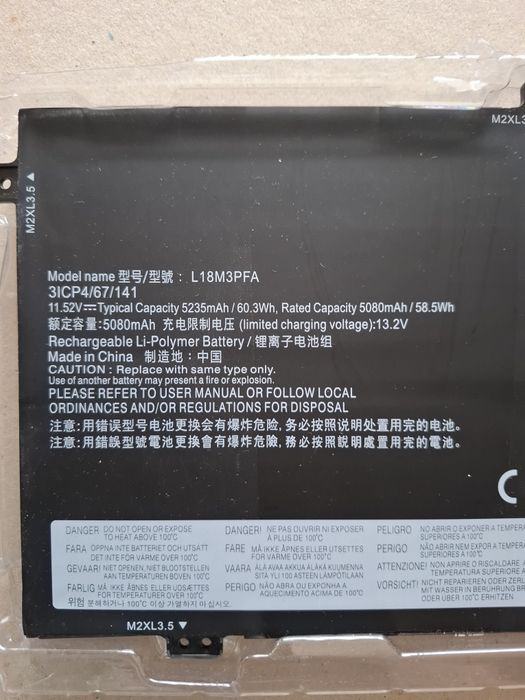 M2XL3
M2XL3.5 ▲
Model name 型号/型號 : L18M3PFA
3ICP4/67/141
11.52V⎓Typical Capacity 5235mAh / 60.3Wh, Rated Capacity 5080mAh / 58.5Wh
额定容量:5080mAh 充电限制电压 (limited charging voltage):13.2V
Rechargeable Li-Polymer Battery / 锂离子电池组
Made in China 制造地: 中国
CAUTION : Replace with same type only.
Use of another battery may present a fire or explosion.
PLEASE REFER TO USER MANUAL OR FOLLOW LOCAL
ORDINANCES AND/OR REGULATIONS FOR DISPOSAL
注意: 用错误型号电池更换会有爆炸危险, 务必按照说明处置用完的电池。
注意: 用錯誤型號電池更換會有爆炸危險, 務必按照說明處置用完的電池。
DANGER DO NOT OPEN OR EXPOSE
TO HEAT ABOVE 100°C
FARA ÖPPNA INTE BATTERIET OCH UTSÄTT
DET INTE FÖR VÄRME ÖVER 100°C
GEVAAR! NIET OPENEN, NIET BLOOTSTELLEN
AAN TEMPERATUREN BOVEN 100°C
FARLIG MÅ IKKE ÅBNES ELLER UDSÆTTES
FOR TEMPERATURER OVER 100°C
위험 분해하거나 100°C 이상 가열하지 마십시오.
DANGER! NE PAS OUVRIR NI EXPOSER
À PLUS DE 100°C
FARE MÅ IKKE ÅPNES ELLER UTSETTES
FOR VARME OVER 100°C
VAARA ÄLÄ AVAA AKKUA ÄLÄKÄ KUUMENNA
SITÄ YLI 100 ASTEEN LÄMPÖTILAAN
PERIGO NÃO ABRA OU EXPONHA A
AQUECIMENTO ACIMA DE 100°C
PELIGRO NO ABRIR O EXPONER A TEMPERA
SUPERIORES A 100°C
PERIGO NÃO ABRIR NEM EXPOR A TEMPERA
SUPERIORES A 100°C
ATTENZIONE! NON APRIRE O RISCALDARE A
TEMPERATURA SUPERIORE
VORSICHT! NICHT REPARIEREN ODER ZERL
MIT WASSER IN BERÜHRUNG BR
ODER ÜBER 100°C ERHITZEN
M2XL3.5 ▼